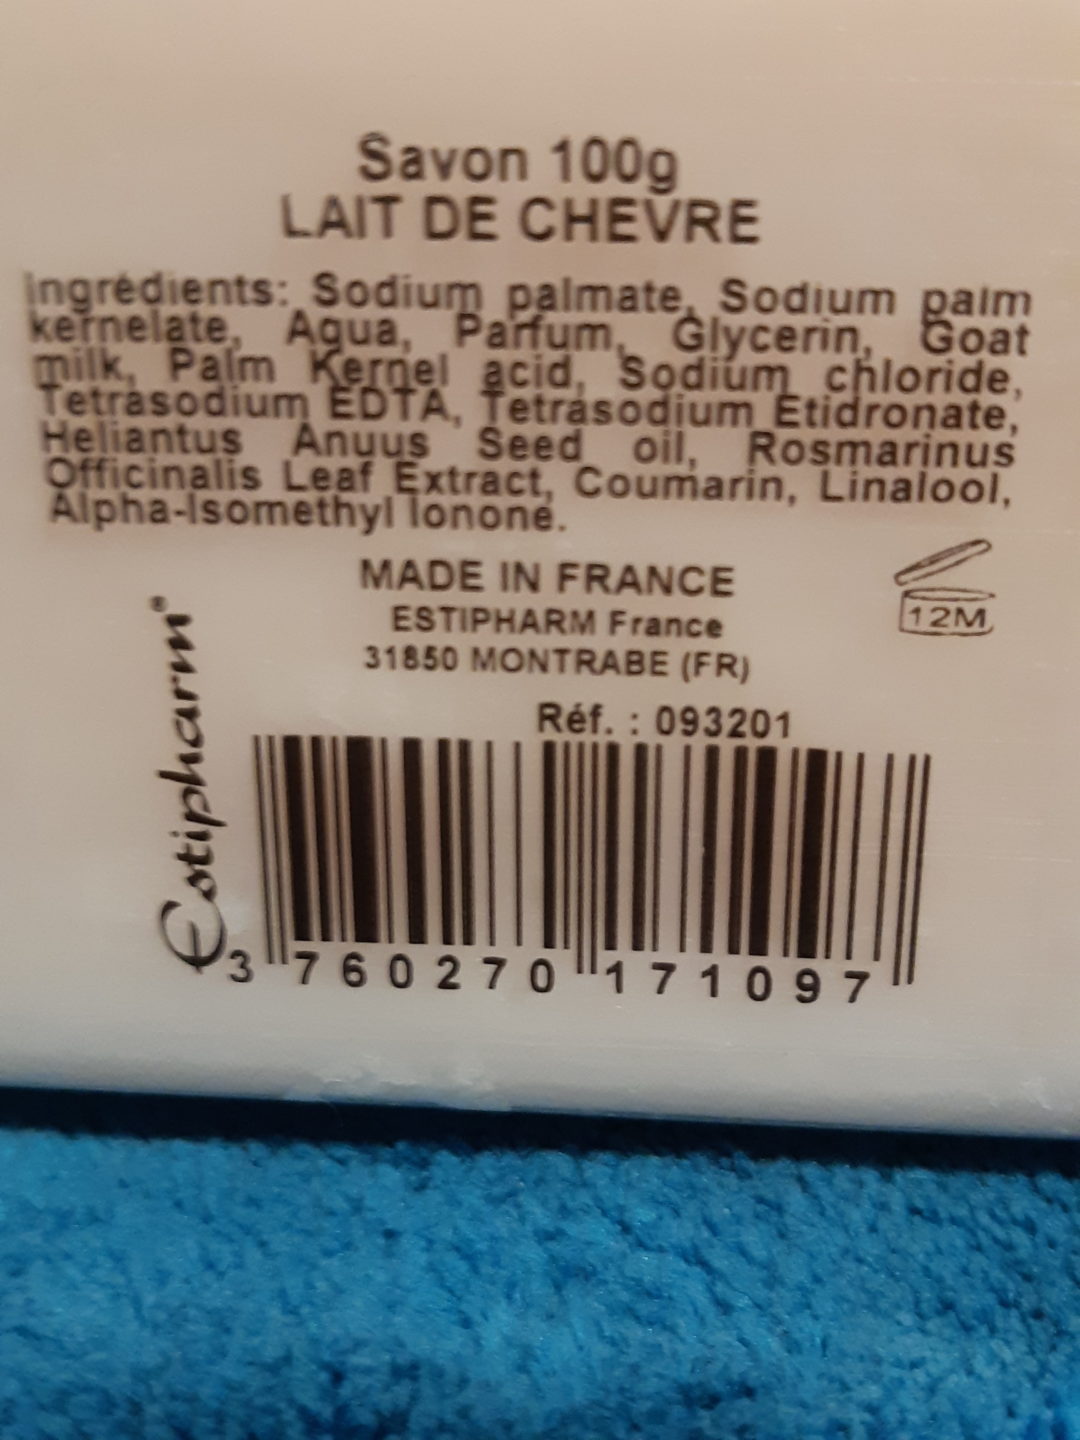 Savon 100g
LAIT DE CHEVRE
Ingrédients: Sodium palmate, Sodium palm
kernelate, Aqua, Parfum, Glycerin, Goat
milk, Palm Kernel acid, Sodium chloride,
Tetrasodium EDTA, Tetrasodium Etidronate,
Heliantus Anuus Seed oil, Rosmarinus
Officinalis Leaf Extract, Coumarin, Linalool,
Alpha-Isomethyl Ionone.
MADE IN FRANCE
ESTIPHARM France
31850 MONTRABE (FR)
12M
Estipharm®
Réf. : 093201
3 760270 171097